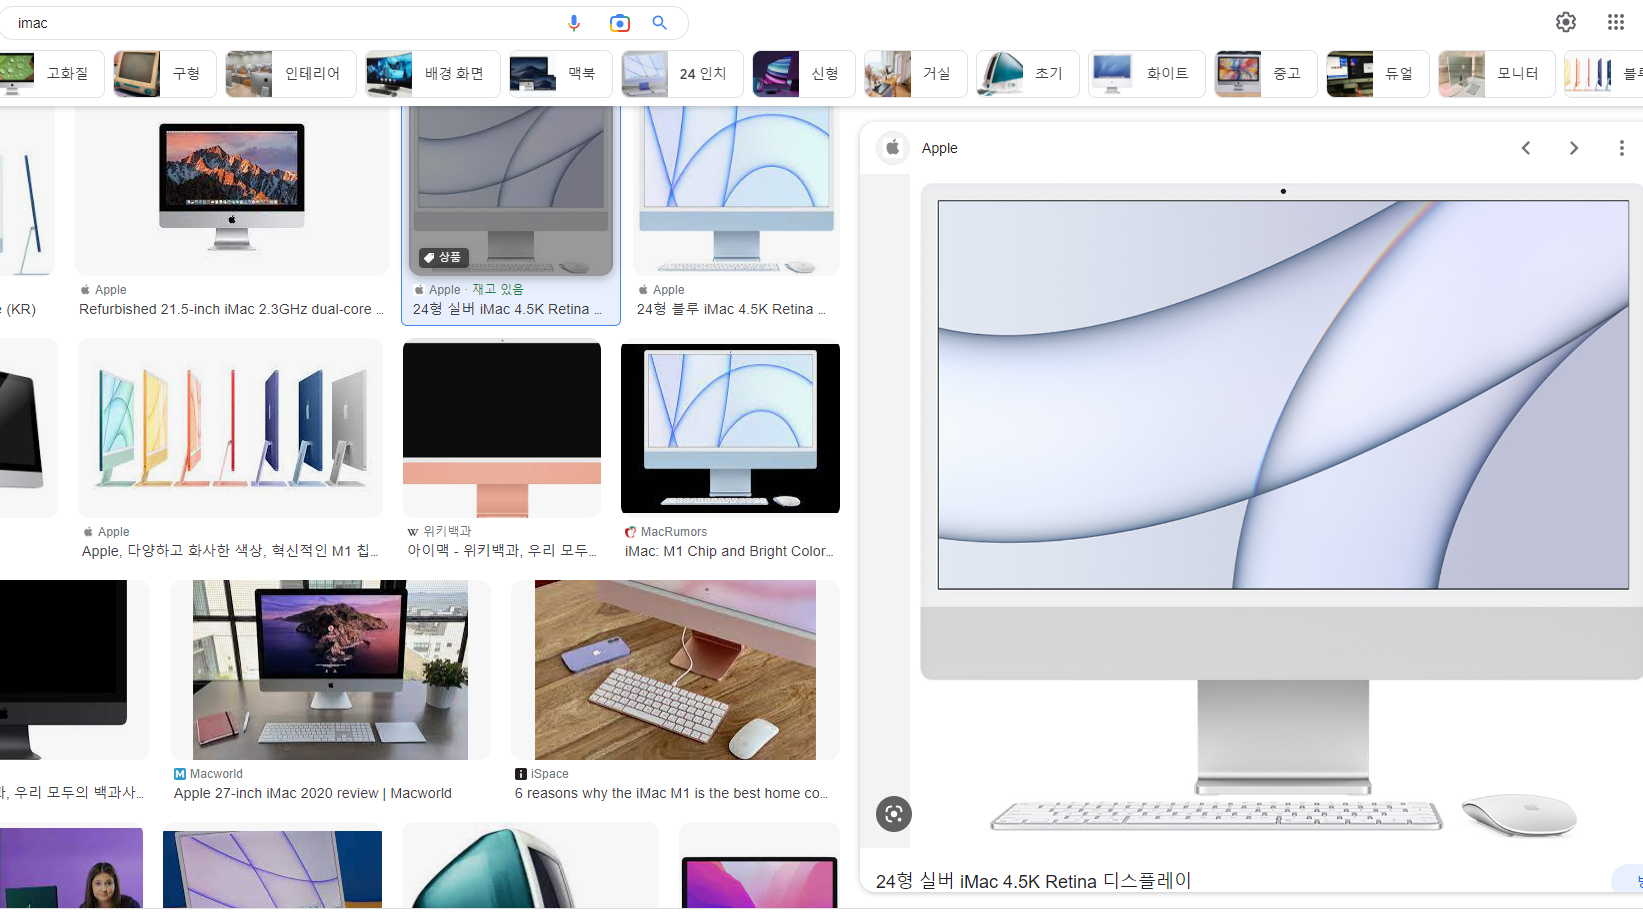 imac
고화질
구형
인테리어
배경 화면
맥북
24 인치
신형
거실
초기
화이트
중고
듀얼
모니터
Apple
상품
Apple
Apple · 재고 있음
Apple
(KR)
Refurbished 21.5-inch iMac 2.3GHz dual-core ...
24형 실버 iMac 4.5K Retina ...
24형 블루 iMac 4.5K Retina ...
Apple
위키백과
MacRumors
Apple, 다양하고 화사한 색상, 혁신적인 M1 칩...
아이맥 - 위키백과, 우리 모두...
iMac: M1 Chip and Bright Color...
Macworld
iSpace
, 우리 모두의 백과사...
Apple 27-inch iMac 2020 review | Macworld
6 reasons why the iMac M1 is the best home co...
24형 실버 iMac 4.5K Retina 디스플레이